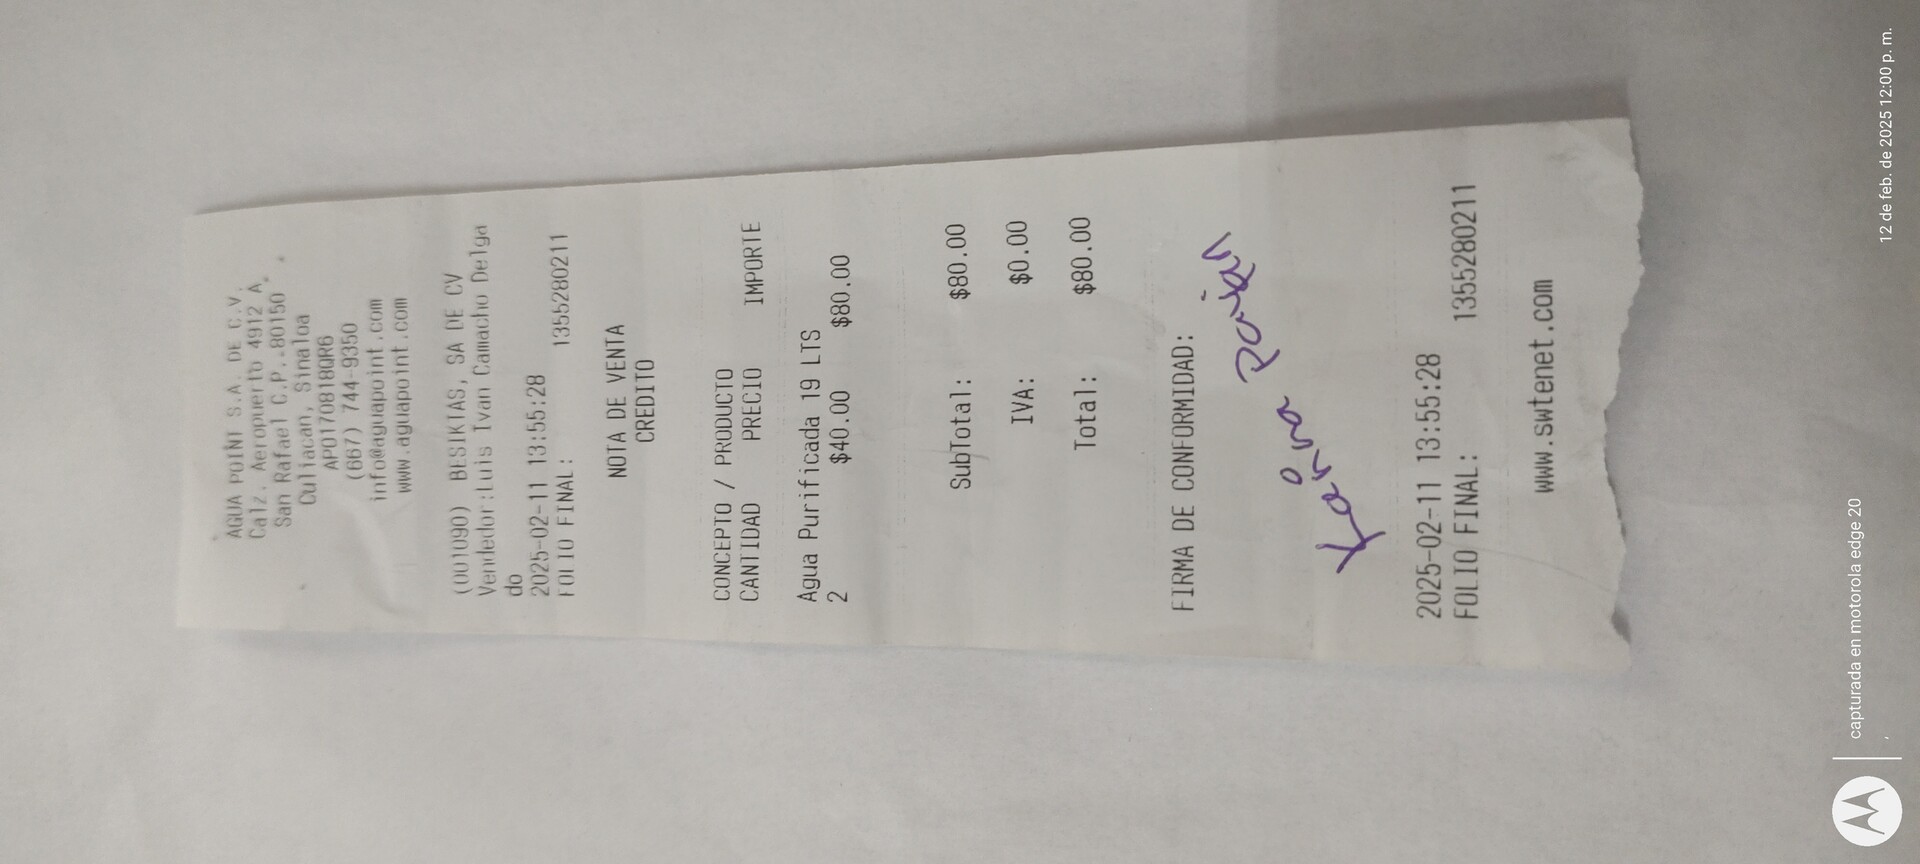 AGUA POINT S.A. DE C.V.
Calz. Aeropuerto 4912 A,
San Rafael C.P. 80150
Culiacan, Sinaloa
APO170818QR6
(667) 744-9350
info@aguapoint.com
www.aguapoint.com
(001090) BESIKTAS, SA DE CV
Vendedor:Luis Ivan Camacho Delga
do
2025-02-11 13:55:28
FOLIO FINAL: 1355280211
NOTA DE VENTA
CREDITO
CONCEPTO / PRODUCTO
CANTIDAD PRECIO IMPORTE
Agua Purificada 19 LTS
2 $40.00 $80.00
SubTotal: $80.00
IVA: $0.00
Total: $80.00
FIRMA DE CONFORMIDAD:
Karina
2025-02-11 13:55:28
FOLIO FINAL: 1355280211
www.swtenet.com
capturada en motorola edge 20
12 de feb. de 2025 12:00 p. m.